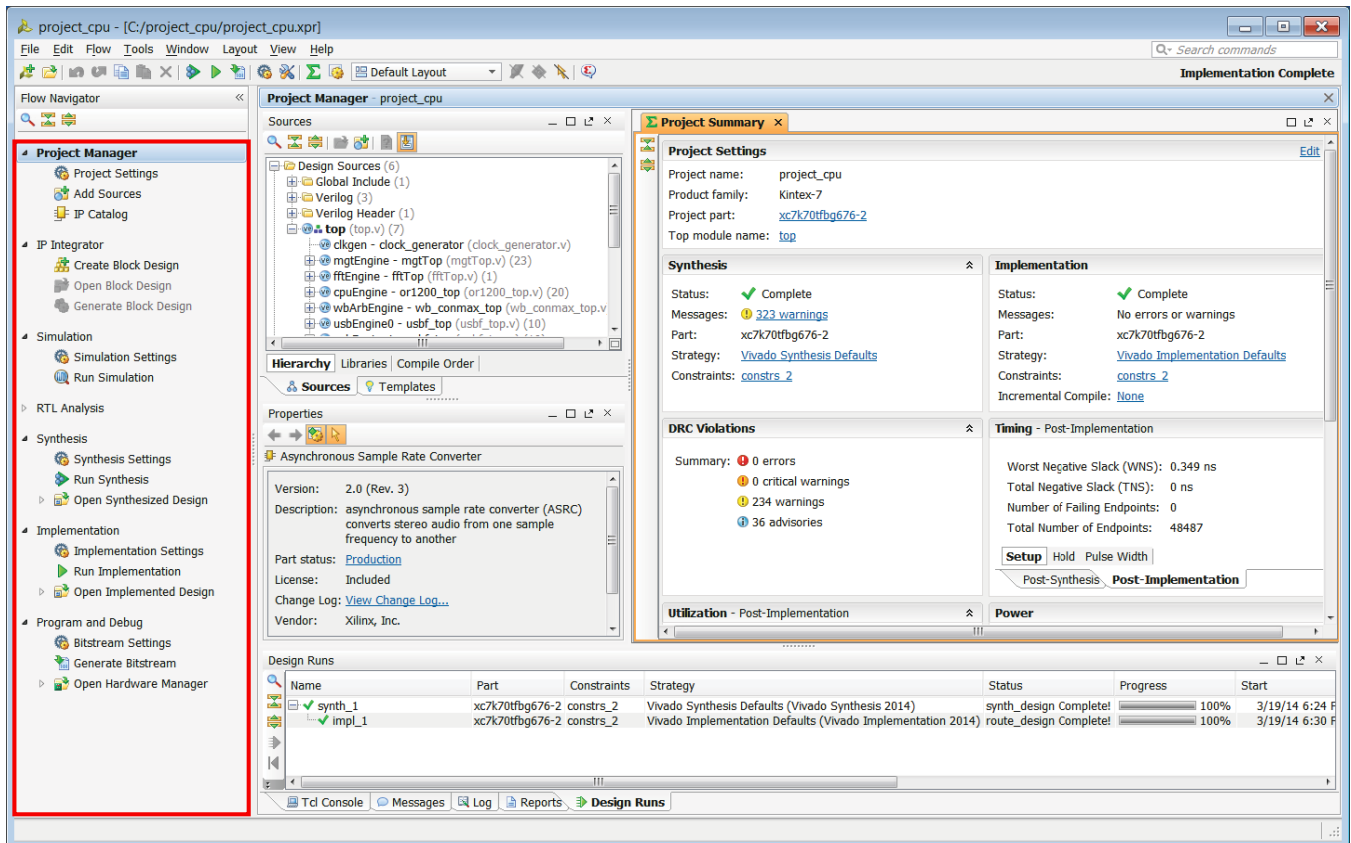 project_cpu - [C:/project_cpu/project_cpu.xpr]
File Edit Flow Tools Window Layout View Help
Search commands
Default Layout
Implementation Complete
Flow Navigator
Project Manager
Project Settings
Add Sources
IP Catalog
IP Integrator
Create Block Design
Open Block Design
Generate Block Design
Simulation
Simulation Settings
Run Simulation
RTL Analysis
Synthesis
Synthesis Settings
Run Synthesis
Open Synthesized Design
Implementation
Implementation Settings
Run Implementation
Open Implemented Design
Program and Debug
Bitstream Settings
Generate Bitstream
Open Hardware Manager
Project Manager - project_cpu
Sources
Design Sources (6)
Global Include (1)
Verilog (3)
Verilog Header (1)
top (top.v) (7)
clkgen - clock_generator (clock_generator.v)
mgtEngine - mgtTop (mgtTop.v) (23)
fftEngine - fftTop (fftTop.v) (1)
cpuEngine - or1200_top (or1200_top.v) (20)
wbArbEngine - wb_conmax_top (wb_conmax_top.v
usbEngine0 - usbf_top (usbf_top.v) (10)
Hierarchy Libraries Compile Order
Sources Templates
Properties
Asynchronous Sample Rate Converter
Version: 2.0 (Rev. 3)
Description: asynchronous sample rate converter (ASRC)
converts stereo audio from one sample
frequency to another
Part status: Production
License: Included
Change Log: View Change Log...
Vendor: Xilinx, Inc.
Project Summary
Project Settings Edit
Project name: project_cpu
Product family: Kintex-7
Project part: xc7k70tfbg676-2
Top module name: top
Synthesis
Status: Complete
Messages: 323 warnings
Part: xc7k70tfbg676-2
Strategy: Vivado Synthesis Defaults
Constraints: constrs_2
Implementation
Status: Complete
Messages: No errors or warnings
Part: xc7k70tfbg676-2
Strategy: Vivado Implementation Defaults
Constraints: constrs_2
Incremental Compile: None
DRC Violations
Summary: 0 errors
0 critical warnings
234 warnings
36 advisories
Timing - Post-Implementation
Worst Negative Slack (WNS): 0.349 ns
Total Negative Slack (TNS): 0 ns
Number of Failing Endpoints: 0
Total Number of Endpoints: 48487
Setup Hold Pulse Width
Post-Synthesis Post-Implementation
Utilization - Post-Implementation
Power
Design Runs
Name Part Constraints Strategy Status Progress Start
synth_1 xc7k70tfbg676-2 constrs_2 Vivado Synthesis Defaults (Vivado Synthesis 2014) synth_design Complete! 100% 3/19/14 6:24 P
impl_1 xc7k70tfbg676-2 constrs_2 Vivado Implementation Defaults (Vivado Implementation 2014) route_design Complete! 100% 3/19/14 6:30 P
Tcl Console Messages Log Reports Design Runs